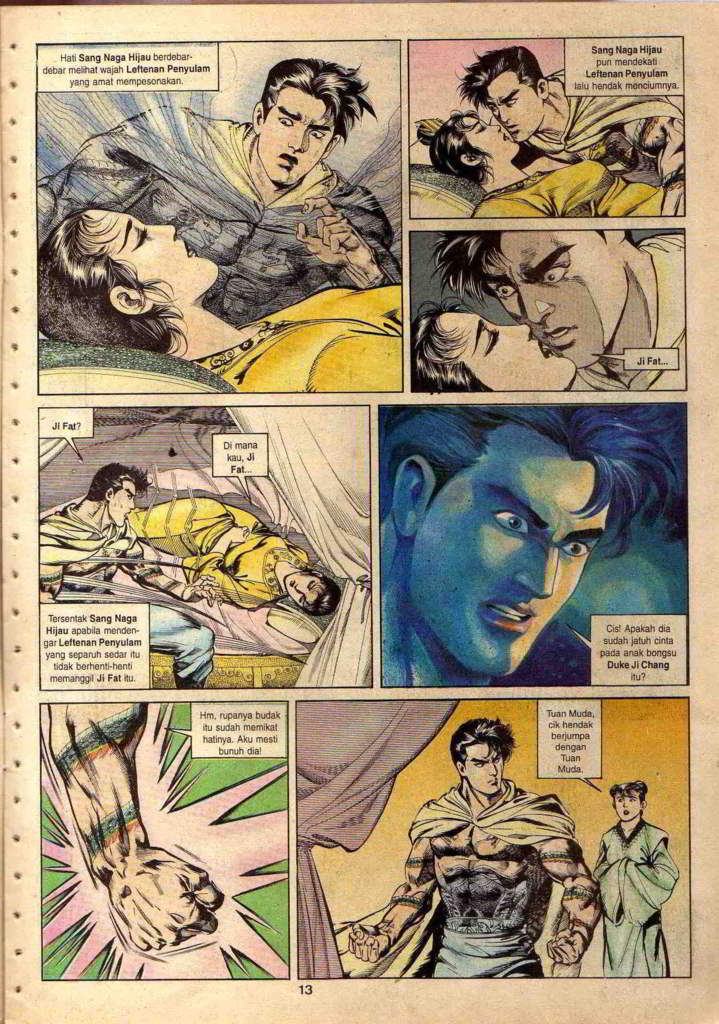 Hati Sang Naga Hijau berdebar-
debar melihat wajah Leftenan Penyulam
yang amat mempesonakan.
Sang Naga Hijau
pun mendekati
Leftenan Penyulam
lalu hendak menciumnya.
Ji Fat...
Ji Fat?
Di mana
kau, Ji
Fat...
Tersentak Sang Naga
Hijau apabila menden-
gar Leftenan Penyulam
yang separuh sedar itu
tidak berhenti-henti
memanggil Ji Fat itu.
Cis! Apakah dia
sudah jatuh cinta
pada anak bongsu
Duke Ji Chang
itu?
Hm, rupanya budak
itu sudah memikat
hatinya. Aku mesti
bunuh dia!
Tuan Muda,
cik hendak
berjumpa
dengan
Tuan
Muda.
13